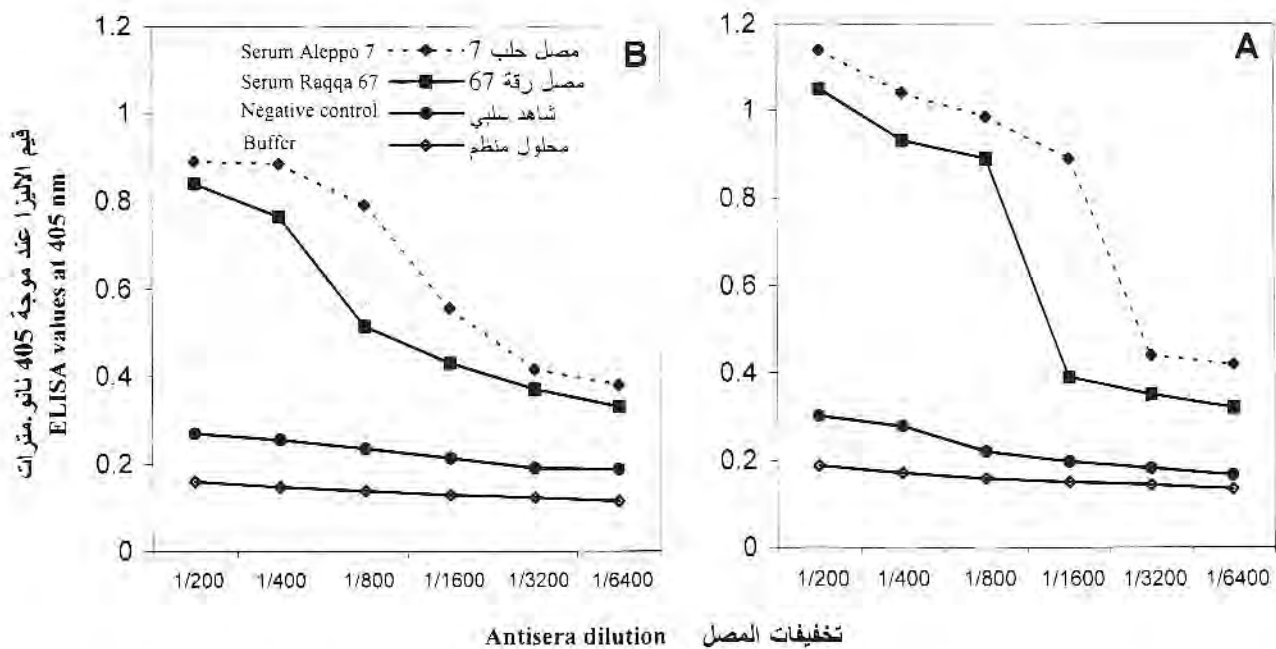 B
A
Serum Aleppo 7 مصل حلب 7
Serum Raqqa 67 مصل رقة 67
Negative control شاهد سلبي
Buffer محلول منظم
1.2
1
0.8
0.6
0.4
0.2
0
1.2
1
0.8
0.6
0.4
0.2
0
قيم الاليزا عند موجة 405 نانومترات
ELISA values at 405 nm
1/200 1/400 1/800 1/1600 1/3200 1/6400
1/200 1/400 1/800 1/1600 1/3200 1/6400
Antisera dilution تخفيفات المصل